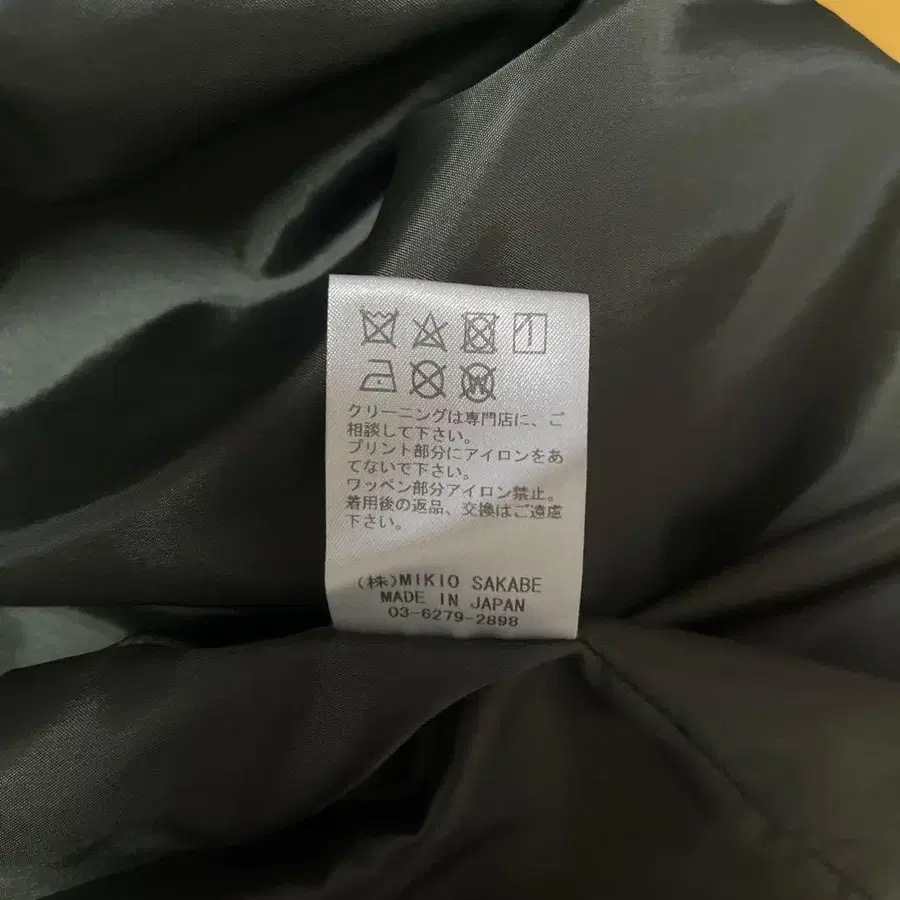 クリーニングは専門店に、ご
相談して下さい。
プリント部分にアイロンをあ
てないで下さい。
ワッペン部分アイロン禁止。
着用後の返品、交換はご遠慮
下さい。
(株)MIKIO SAKABE
MADE IN JAPAN
03-6279-2898